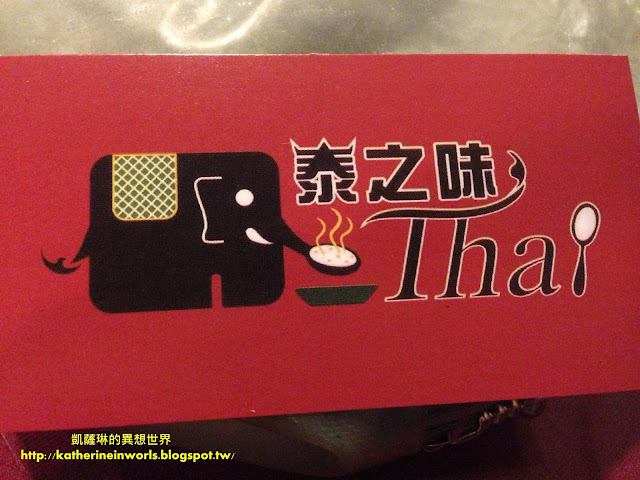 泰之味
Thai
凱薩琳的異想世界
http://katherineinworls.blogspot.tw/